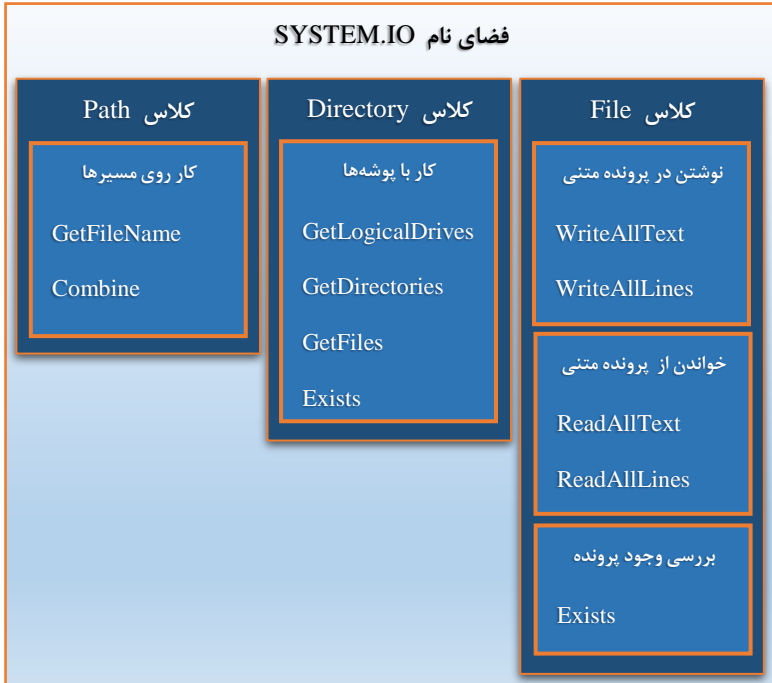 فضای نام SYSTEM.IO
کلاس File
نوشتن در پرونده متنی
WriteAllText
WriteAllLines
خواندن از پرونده متنی
ReadAllText
ReadAllLines
بررسی وجود پرونده
Exists
کلاس Directory
کار با پوشه‌ها
GetLogicalDrives
GetDirectories
GetFiles
Exists
کلاس Path
کار روی مسیرها
GetFileName
Combine